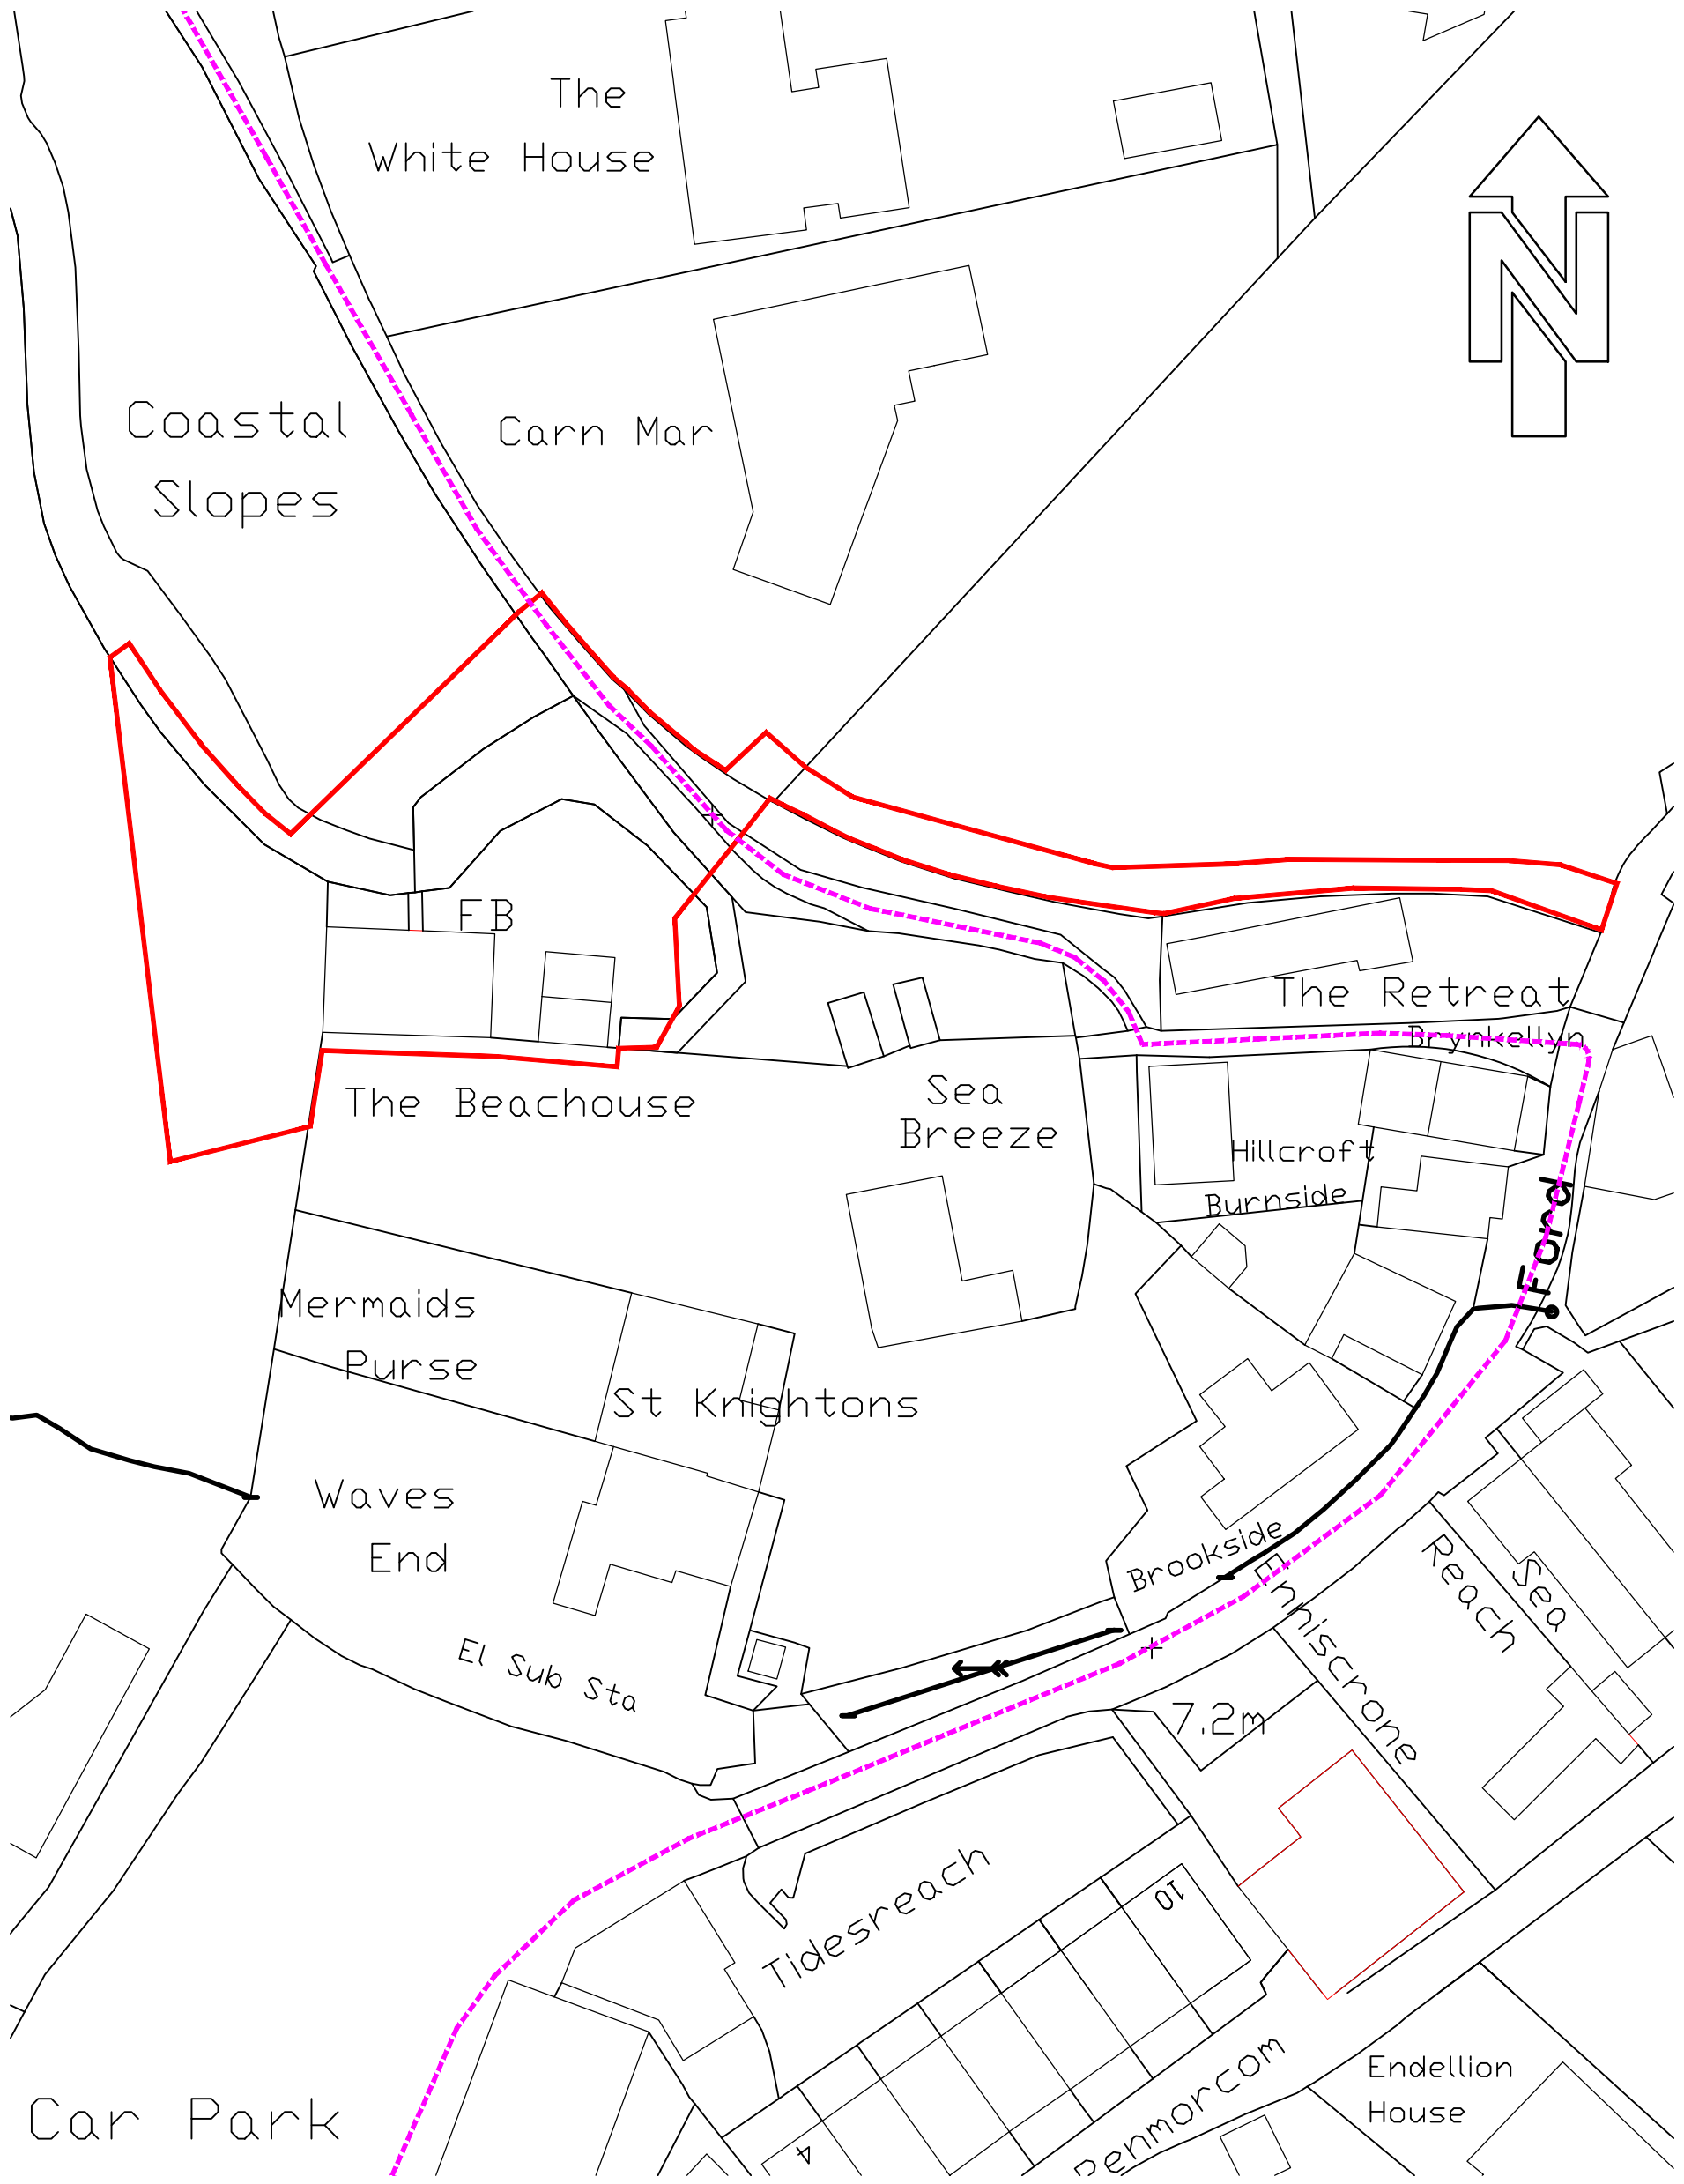 The
White House
N
Coastal
Slopes
Carn Mar
FB
The Retreat
Brynkellyn
The Beachouse
Sea
Breeze
Hillcroft
Burnside
Ford
Mermaids
Purse
St Knightons
Waves
End
Brookside
Enniscrone
Sea
Reach
El Sub Sta
7.2m
Tidesreach
10
Penmorcom
Endellion
House
Car Park
4